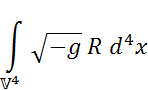 ∫ √−g R d⁴x
𝕍⁴